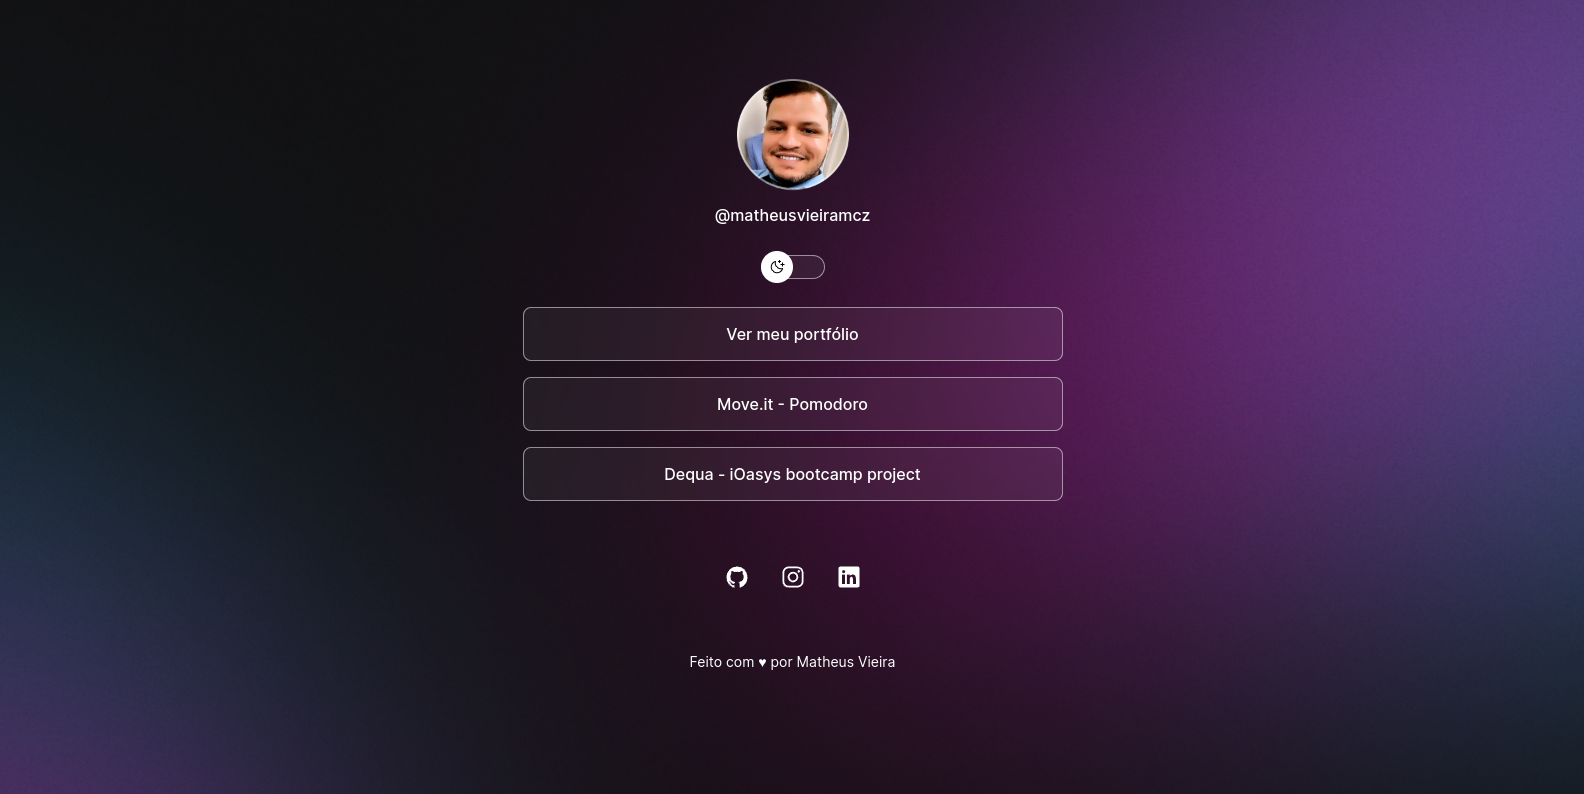 @matheusvieiramcz
Ver meu portfólio
Move.it - Pomodoro
Dequa - iOasys bootcamp project
Feito com ♥ por Matheus Vieira